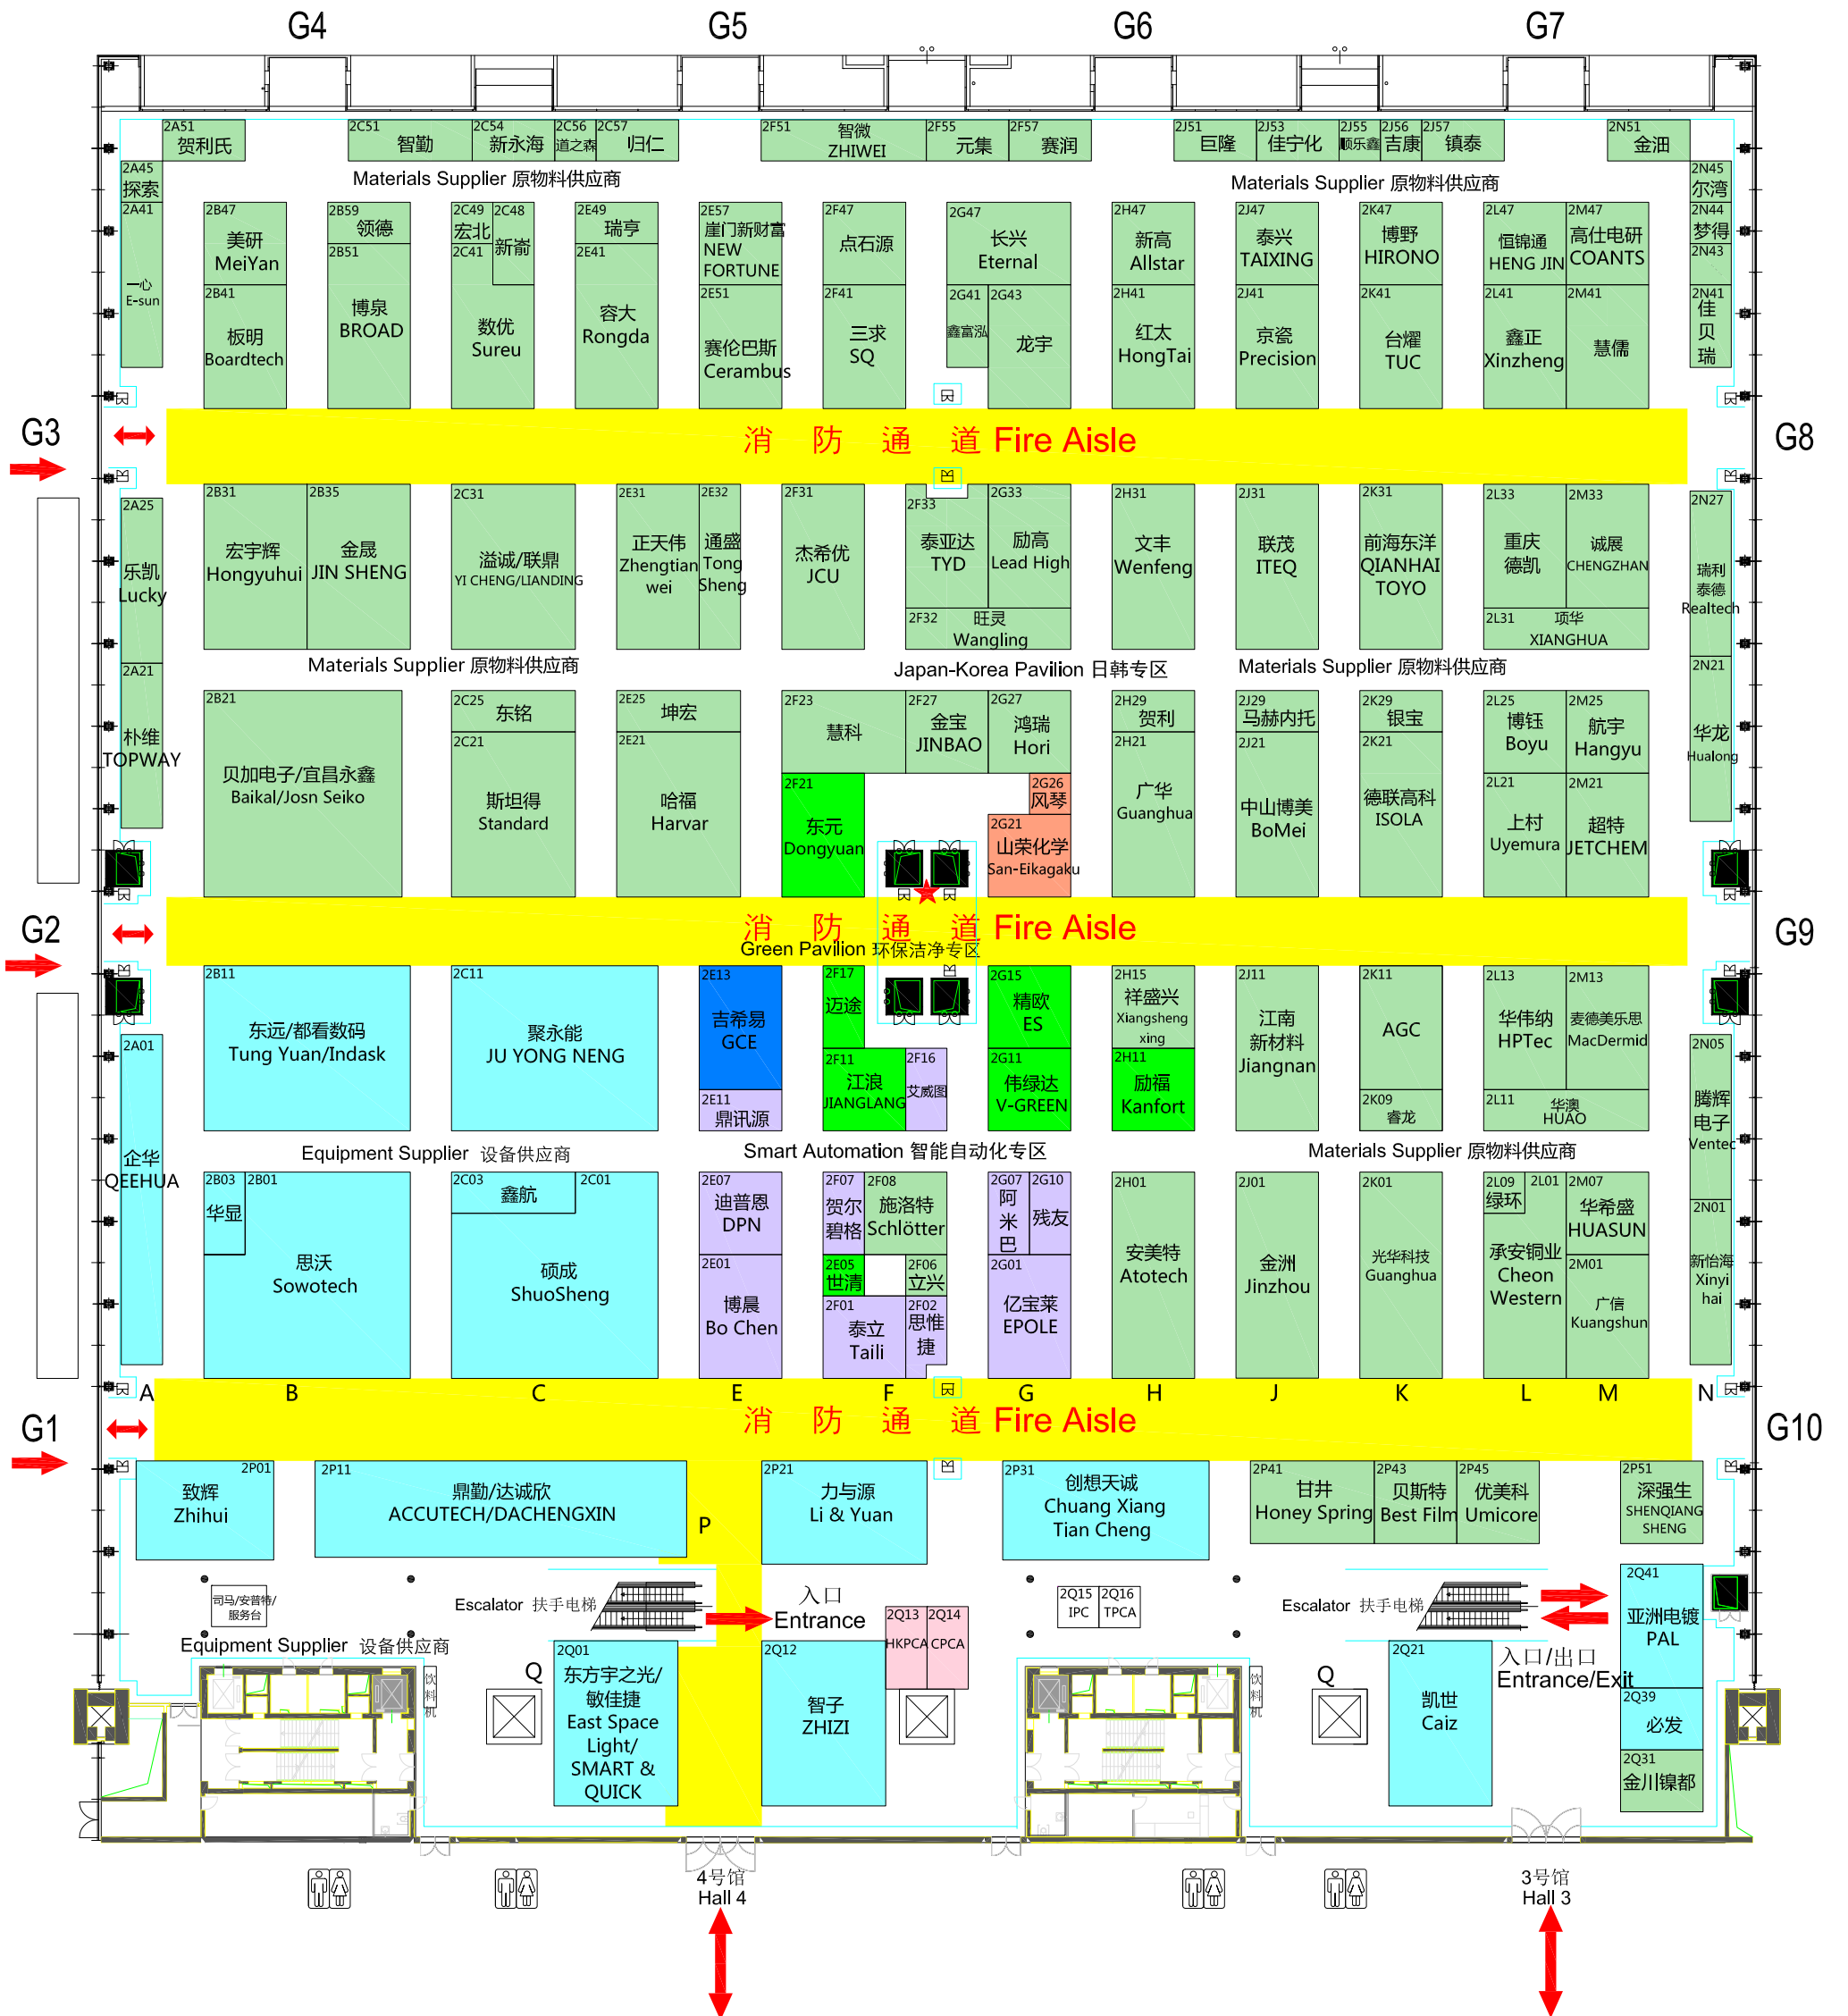 G4
G5
G6
G7
2A51
贺利氏
2C51
智勤
2C54
新永海
2C56
道之森
2C57
归仁
2F51
智微
ZHIWEI
2F55
元集
2F57
赛润
2J51
巨隆
2J53
佳宁化
2J55
顺乐鑫
2J56
吉康
2J57
镇泰
2N51
金沺
2A45
探索
Materials Supplier 原物料供应商
Materials Supplier 原物料供应商
2N45
尔湾
2A41
一心
E-sun
2B47
美研
MeiYan
2B59
领德
2C49
宏北
2C48
新嵛
2E49
瑞亨
2E57
崖门新财富
NEW
FORTUNE
2F47
点石源
2G47
长兴
Eternal
2H47
新高
Allstar
2J47
泰兴
TAIXING
2K47
博野
HIRONO
2L47
恒锦通
HENG JIN
2M47
高仕电研
COANTS
2N44
梦得
2N43
2B41
板明
Boardtech
2B51
博泉
BROAD
2C41
数优
Sureu
2E41
容大
Rongda
2E51
赛伦巴斯
Cerambus
2F41
三求
SQ
2G41
鑫富泓
2G43
龙宇
2H41
红太
HongTai
2J41
京瓷
Precision
2K41
台燿
TUC
2L41
鑫正
Xinzheng
2M41
慧儒
2N41
佳
贝
瑞
G3
消 防 通 道 Fire Aisle
G8
2A25
乐凯
Lucky
2B31
宏宇辉
Hongyuhui
2B35
金晟
JIN SHENG
2C31
溢诚/联鼎
YI CHENG/LIANDING
2E31
正天伟
Zhengtian
wei
2E32
通盛
Tong
Sheng
2F31
杰希优
JCU
2F33
泰亚达
TYD
2G33
励高
Lead High
2F32
旺灵
Wangling
2H31
文丰
Wenfeng
2J31
联茂
ITEQ
2K31
前海东洋
QIANHAI
TOYO
2L33
重庆
德凯
2M33
诚展
CHENGZHAN
2L31
项华
XIANGHUA
2N27
瑞利
泰德
Realtech
Materials Supplier 原物料供应商
Japan-Korea Pavilion 日韩专区
Materials Supplier 原物料供应商
2A21
朴维
TOPWAY
2B21
贝加电子/宜昌永鑫
Baikal/Josn Seiko
2C25
东铭
2C21
斯坦得
Standard
2E25
坤宏
2E21
哈福
Harvar
2F23
慧科
2F27
金宝
JINBAO
2G27
鸿瑞
Hori
2F21
东元
Dongyuan
2G26
风琴
2G21
山荣化学
San-Eikagaku
2H29
贺利
2H21
广华
Guanghua
2J29
马赫内托
2J21
中山博美
BoMei
2K29
银宝
2K21
德联高科
ISOLA
2L25
博钰
Boyu
2M25
航宇
Hangyu
2L21
上村
Uyemura
2M21
超特
JETCHEM
2N21
华龙
Hualong
G2
消 防 通 道 Fire Aisle
Green Pavilion 环保洁净专区
G9
2A01
企华
QEEHUA
2B11
东远/都看数码
Tung Yuan/Indask
2C11
聚永能
JU YONG NENG
2E13
吉希易
GCE
2E11
鼎讯源
2F17
迈途
2F11
江浪
JIANGLANG
2F16
艾威图
2G15
精欧
ES
2G11
伟绿达
V-GREEN
2H15
祥盛兴
Xiangsheng
xing
2H11
励福
Kanfort
2J11
江南
新材料
Jiangnan
2K11
AGC
2K09
睿龙
2L13
华伟纳
HPTec
2M13
麦德美乐思
MacDermid
2L11
华澳
HUAO
2N05
腾辉
电子
Ventec
Equipment Supplier 设备供应商
Smart Automation 智能自动化专区
Materials Supplier 原物料供应商
2B03
华显
2B01
思沃
Sowotech
2C03
鑫航
2C01
硕成
ShuoSheng
2E07
迪普恩
DPN
2E01
博晨
Bo Chen
2F07
贺尔
碧格
2F08
施洛特
Schlötter
2E05
世清
2F06
立兴
2F01
泰立
Taili
2F02
思惟
捷
2G07
阿
米
巴
2G10
残友
2G01
亿宝莱
EPOLE
2H01
安美特
Atotech
2J01
金洲
Jinzhou
2K01
光华科技
Guanghua
2L09
绿环
2L01
承安铜业
Cheon
Western
2M07
华希盛
HUASUN
2M01
广信
Kuangshun
2N01
新怡海
Xinyi
hai
A
B
C
E
F
G
H
J
K
L
M
N
G1
消 防 通 道 Fire Aisle
G10
2P01
致辉
Zhihui
2P11
鼎勤/达诚欣
ACCUTECH/DACHENGXIN
P
2P21
力与源
Li & Yuan
2P31
创想天诚
Chuang Xiang
Tian Cheng
2P41
甘井
Honey Spring
2P43
贝斯特
Best Film
2P45
优美科
Umicore
2P51
深强生
SHENQIANG
SHENG
司马/安普特/
服务台
Escalator 扶手电梯
入口
Entrance
2Q13
HKPCA
2Q14
CPCA
2Q15
IPC
2Q16
TPCA
Escalator 扶手电梯
2Q41
亚洲电镀
PAL
Equipment Supplier 设备供应商
饮料机
Q
2Q01
东方宇之光/
敏佳捷
East Space
Light/
SMART &
QUICK
2Q12
智子
ZHIZI
饮料机
Q
2Q21
凯世
Caiz
入口/出口
Entrance/Exit
2Q39
必发
2Q31
金川镍都
4号馆
Hall 4
3号馆
Hall 3